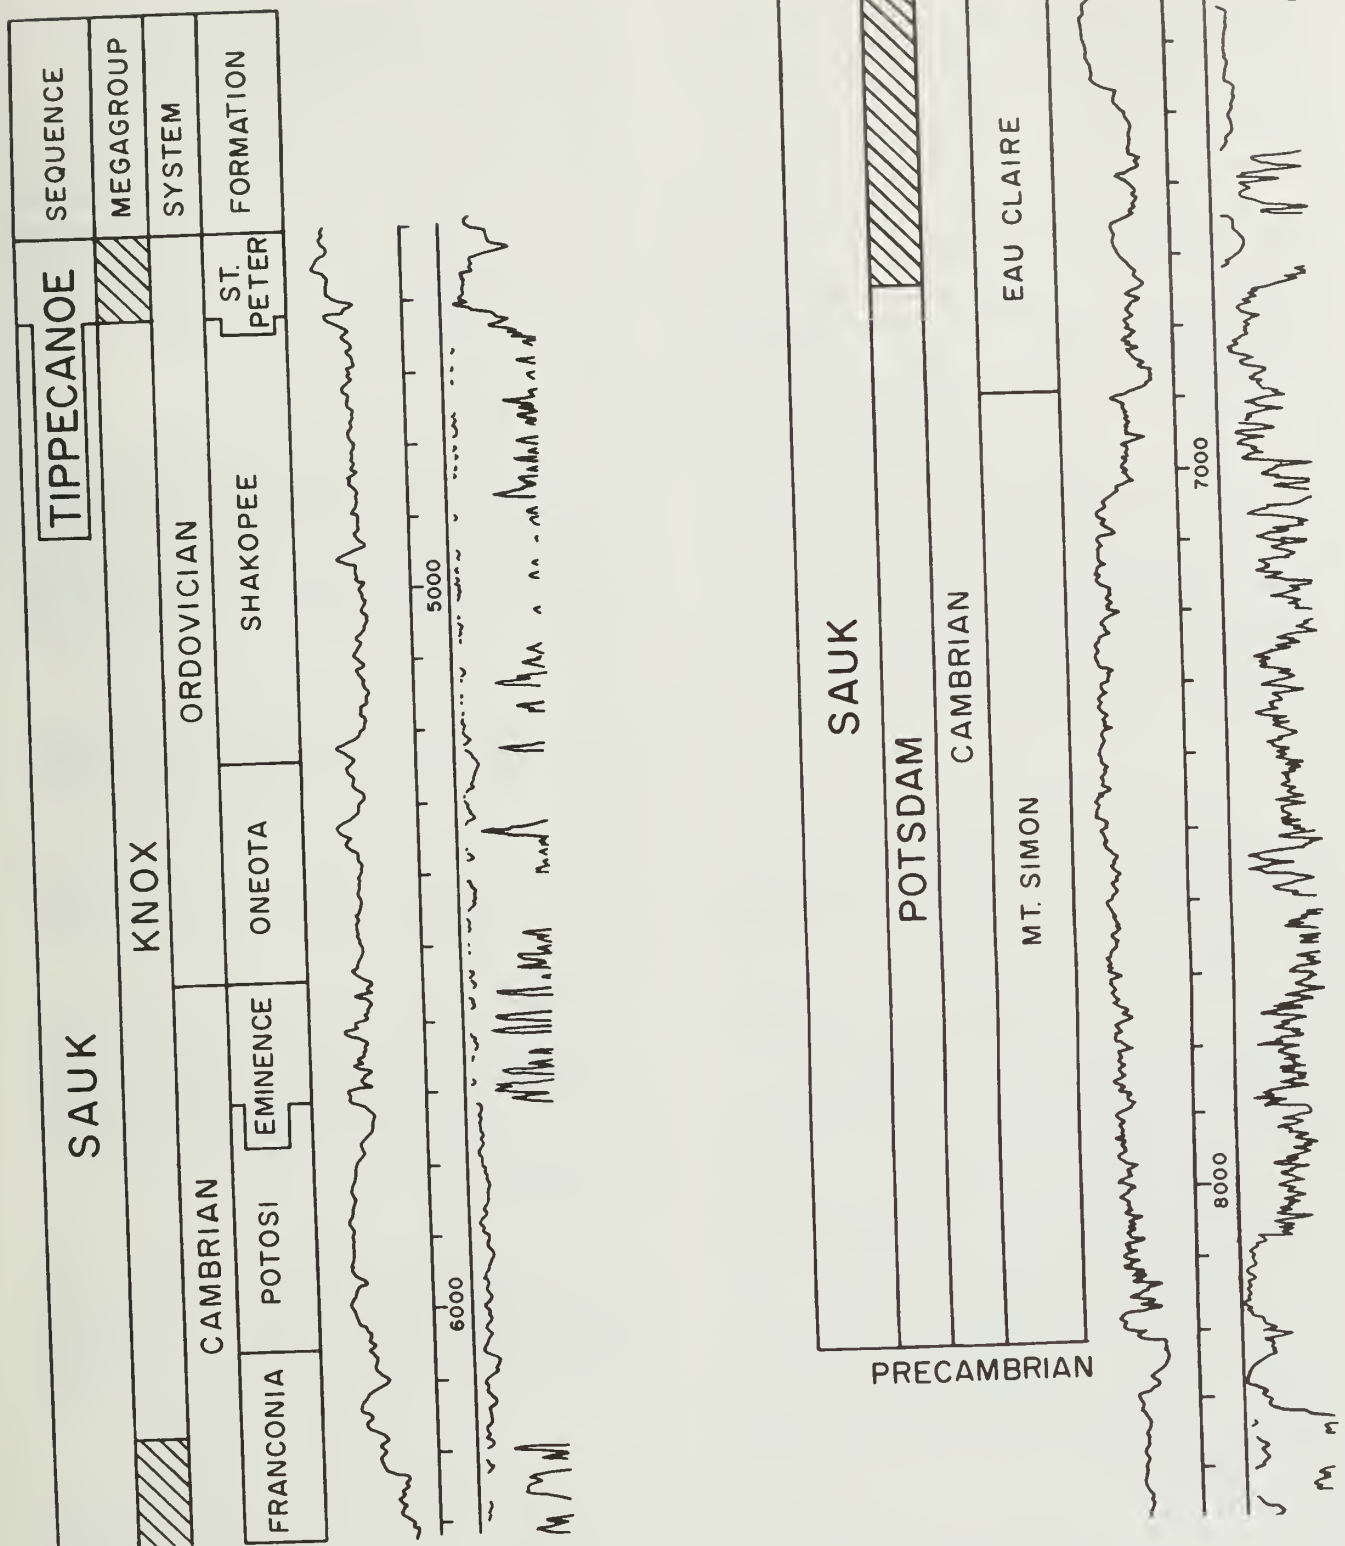 SEQUENCE
MEGAGROUP
SYSTEM
FORMATION
TIPPECANOE
ST. PETER
SAUK
KNOX
ORDOVICIAN
SHAKOPEE
ONEOTA
CAMBRIAN
EMINENCE
POTOSI
FRANCONIA
5000
6000
SAUK
POTSDAM
CAMBRIAN
EAU CLAIRE
MT. SIMON
7000
8000
PRECAMBRIAN